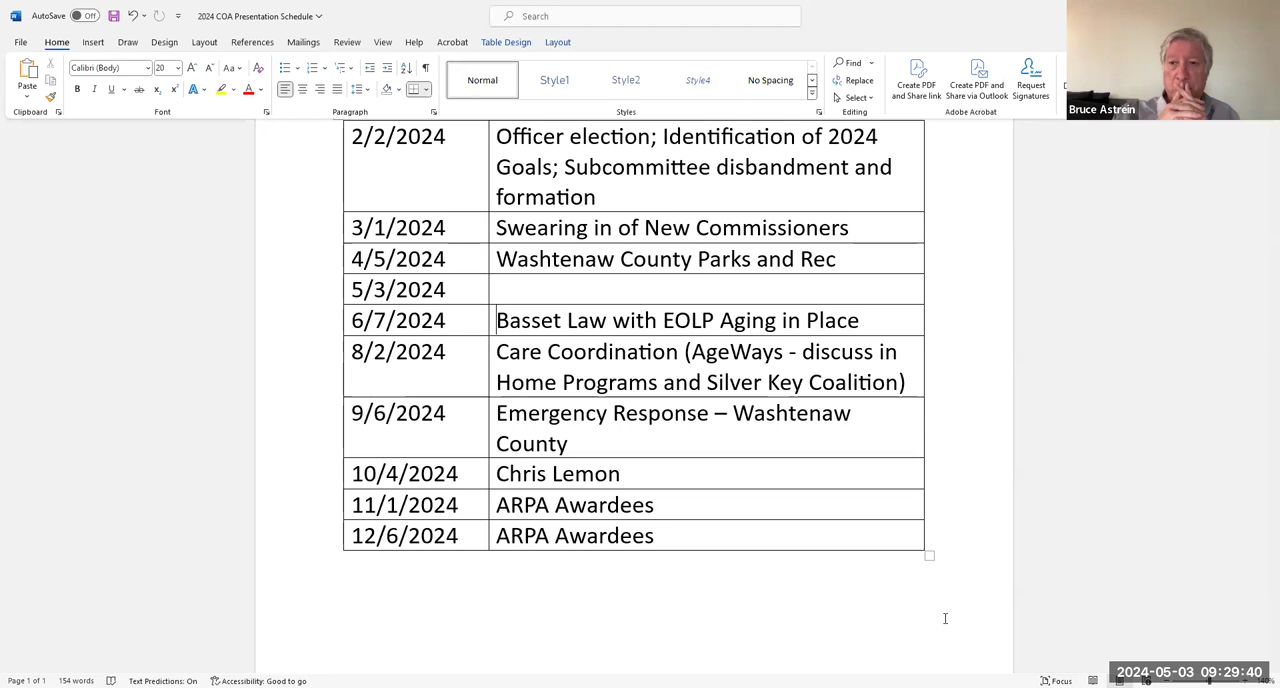 AutoSave Off 2024 COA Presentation Schedule Search
File Home Insert Draw Design Layout References Mailings Review View Help Acrobat Table Design Layout
Paste
Calibri (Body) 20 Aa
Normal Style1 Style2 Style4 No Spacing
Find
Replace
Select
Create PDF and Share link
Create PDF and Share via Outlook
Request Signatures
Clipboard Font Paragraph Styles Editing Adobe Acrobat
Bruce Astrein
2/2/2024 Officer election; Identification of 2024
Goals; Subcommittee disbandment and
formation
3/1/2024 Swearing in of New Commissioners
4/5/2024 Washtenaw County Parks and Rec
5/3/2024
6/7/2024 Basset Law with EOLP Aging in Place
8/2/2024 Care Coordination (AgeWays - discuss in
Home Programs and Silver Key Coalition)
9/6/2024 Emergency Response – Washtenaw
County
10/4/2024 Chris Lemon
11/1/2024 ARPA Awardees
12/6/2024 ARPA Awardees
Page 1 of 1 154 words Text Predictions: On Accessibility: Good to go Focus
2024-05-03 09:29:40